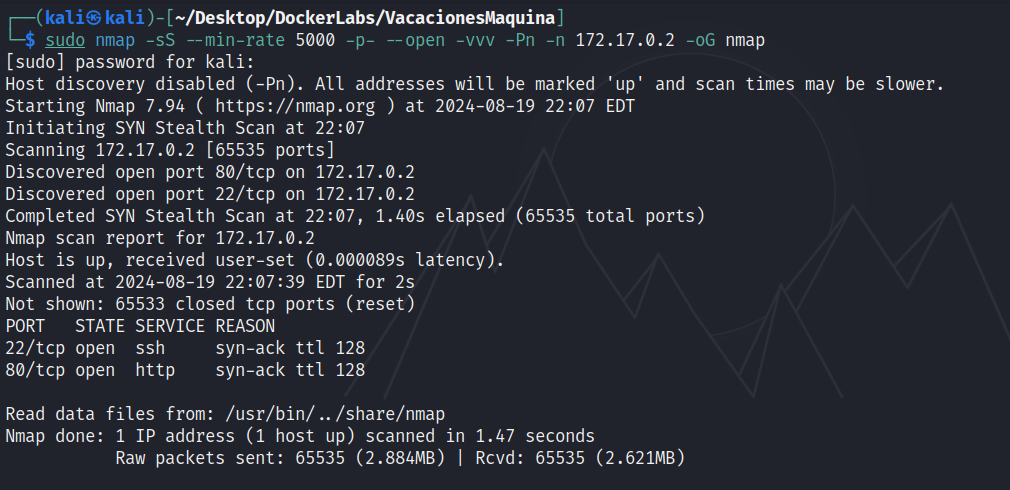 ┌──(kali㉿kali)-[~/Desktop/DockerLabs/VacacionesMaquina]
└─$ sudo nmap -sS --min-rate 5000 -p- --open -vvv -Pn -n 172.17.0.2 -oG nmap
[sudo] password for kali:
Host discovery disabled (-Pn). All addresses will be marked 'up' and scan times may be slower.
Starting Nmap 7.94 ( https://nmap.org ) at 2024-08-19 22:07 EDT
Initiating SYN Stealth Scan at 22:07
Scanning 172.17.0.2 [65535 ports]
Discovered open port 80/tcp on 172.17.0.2
Discovered open port 22/tcp on 172.17.0.2
Completed SYN Stealth Scan at 22:07, 1.40s elapsed (65535 total ports)
Nmap scan report for 172.17.0.2
Host is up, received user-set (0.000089s latency).
Scanned at 2024-08-19 22:07:39 EDT for 2s
Not shown: 65533 closed tcp ports (reset)
PORT   STATE SERVICE REASON
22/tcp open  ssh     syn-ack ttl 128
80/tcp open  http    syn-ack ttl 128
Read data files from: /usr/bin/../share/nmap
Nmap done: 1 IP address (1 host up) scanned in 1.47 seconds
           Raw packets sent: 65535 (2.884MB) | Rcvd: 65535 (2.621MB)